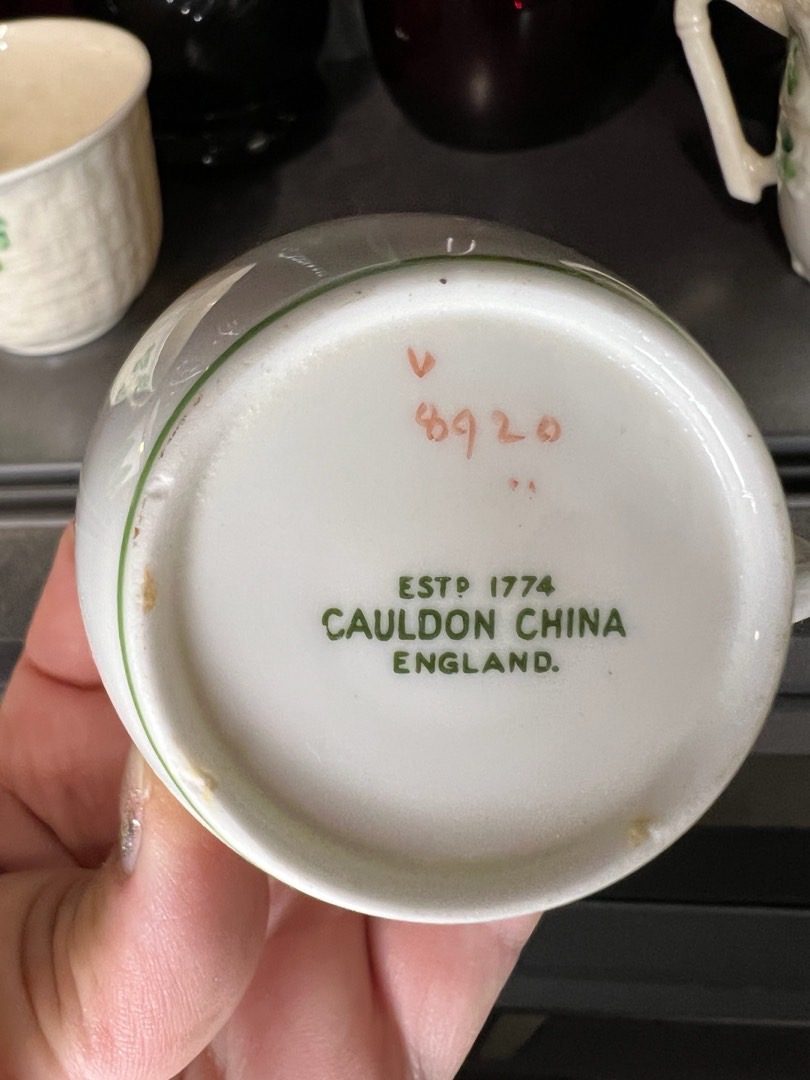 V
8920
"
ESTD 1774
CAULDON CHINA
ENGLAND.